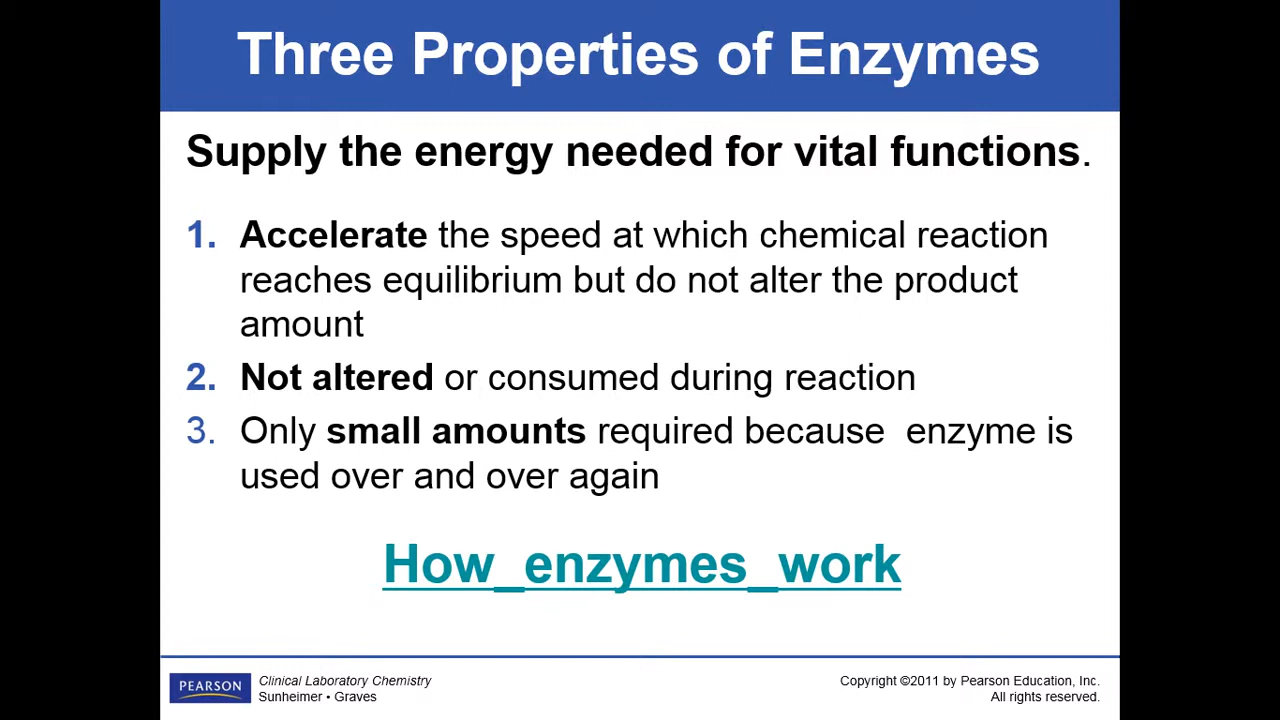 Three Properties of Enzymes
Supply the energy needed for vital functions.
1. Accelerate the speed at which chemical reaction
reaches equilibrium but do not alter the product
amount
2. Not altered or consumed during reaction
3. Only small amounts required because  enzyme is
used over and over again
How_enzymes_work
PEARSON
Clinical Laboratory Chemistry
Sunheimer • Graves
Copyright ©2011 by Pearson Education, Inc.
All rights reserved.